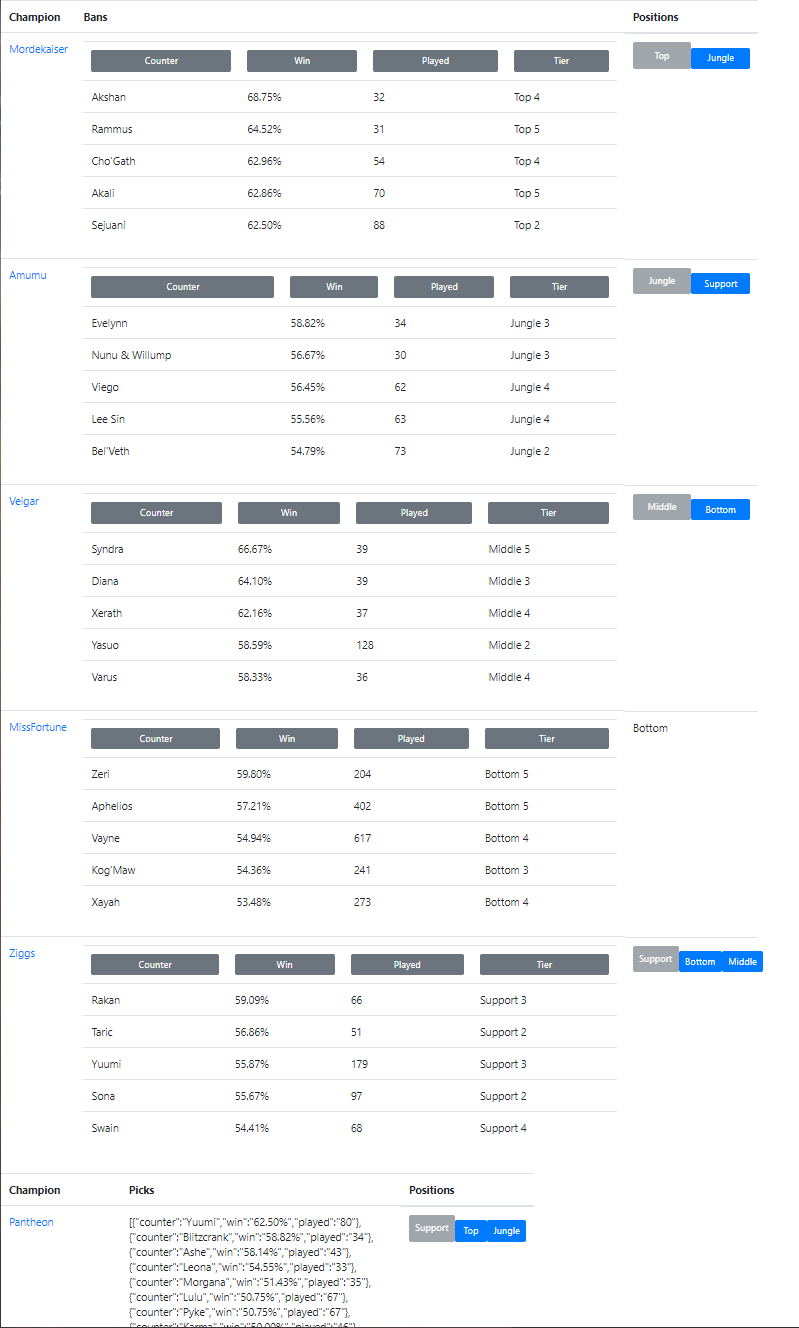 Champion Bans Positions
Mordekaiser Counter Win Played Tier Top Jungle
Akshan 68.75% 32 Top 4
Rammus 64.52% 31 Top 5
Cho'Gath 62.96% 54 Top 4
Akali 62.86% 70 Top 5
Sejuani 62.50% 88 Top 2
Amumu Counter Win Played Tier Jungle Support
Evelynn 58.82% 34 Jungle 3
Nunu & Willump 56.67% 30 Jungle 3
Viego 56.45% 62 Jungle 4
Lee Sin 55.56% 63 Jungle 4
Bel'Veth 54.79% 73 Jungle 2
Veigar Counter Win Played Tier Middle Bottom
Syndra 66.67% 39 Middle 5
Diana 64.10% 39 Middle 3
Xerath 62.16% 37 Middle 4
Yasuo 58.59% 128 Middle 2
Varus 58.33% 36 Middle 4
MissFortune Counter Win Played Tier Bottom
Zeri 59.80% 204 Bottom 5
Aphelios 57.21% 402 Bottom 5
Vayne 54.94% 617 Bottom 4
Kog'Maw 54.36% 241 Bottom 3
Xayah 53.48% 273 Bottom 4
Ziggs Counter Win Played Tier Support Bottom Middle
Rakan 59.09% 66 Support 3
Taric 56.86% 51 Support 2
Yuumi 55.87% 179 Support 3
Sona 55.67% 97 Support 2
Swain 54.41% 68 Support 4
Champion Picks Positions
Pantheon [{"counter":"Yuumi","win":"62.50%","played":"80"}, Support Top Jungle
{"counter":"Blitzcrank","win":"58.82%","played":"34"},
{"counter":"Ashe","win":"58.14%","played":"43"},
{"counter":"Leona","win":"54.55%","played":"33"},
{"counter":"Morgana","win":"51.43%","played":"35"},
{"counter":"Lulu","win":"50.75%","played":"67"},
{"counter":"Pyke","win":"50.75%","played":"67"},
{"counter":"Karma","win":"50.00%","played":"46"},